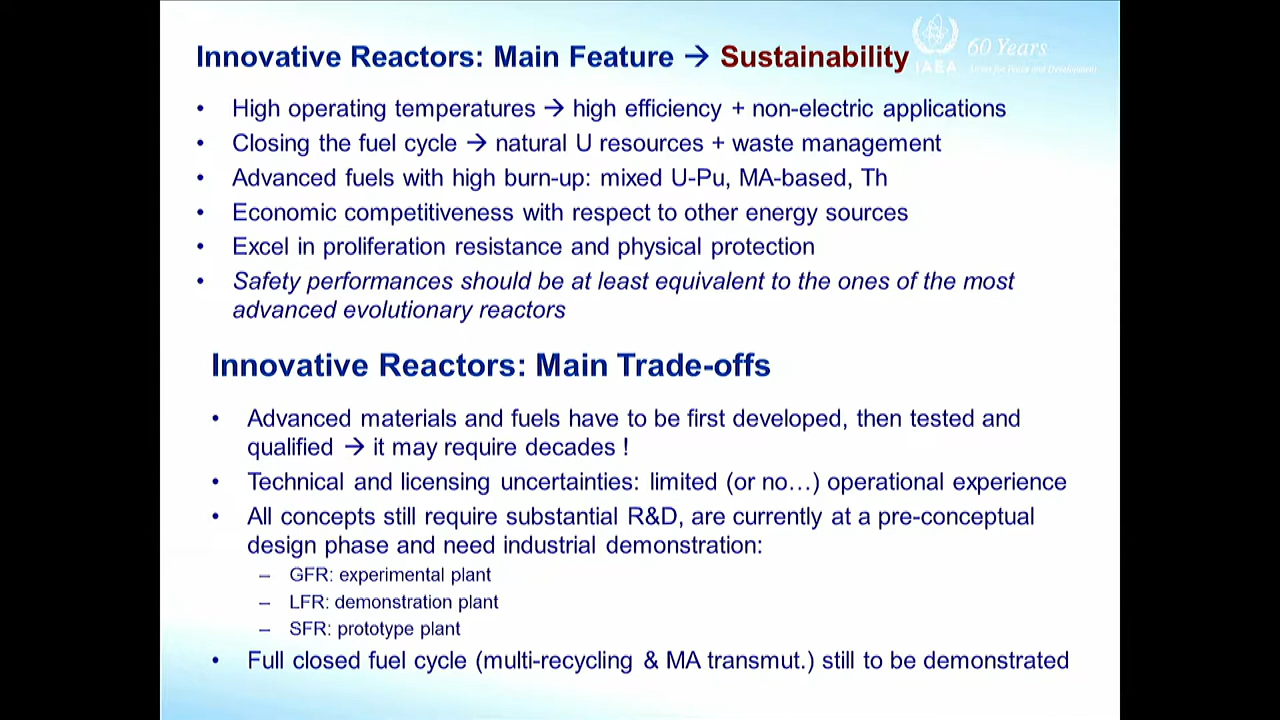 Innovative Reactors: Main Feature → Sustainability
IAEA
60 Years
Atoms for Peace and Development
• High operating temperatures → high efficiency + non-electric applications
• Closing the fuel cycle → natural U resources + waste management
• Advanced fuels with high burn-up: mixed U-Pu, MA-based, Th
• Economic competitiveness with respect to other energy sources
• Excel in proliferation resistance and physical protection
• Safety performances should be at least equivalent to the ones of the most
advanced evolutionary reactors
Innovative Reactors: Main Trade-offs
• Advanced materials and fuels have to be first developed, then tested and
qualified → it may require decades !
• Technical and licensing uncertainties: limited (or no…) operational experience
• All concepts still require substantial R&D, are currently at a pre-conceptual
design phase and need industrial demonstration:
– GFR: experimental plant
– LFR: demonstration plant
– SFR: prototype plant
• Full closed fuel cycle (multi-recycling & MA transmut.) still to be demonstrated